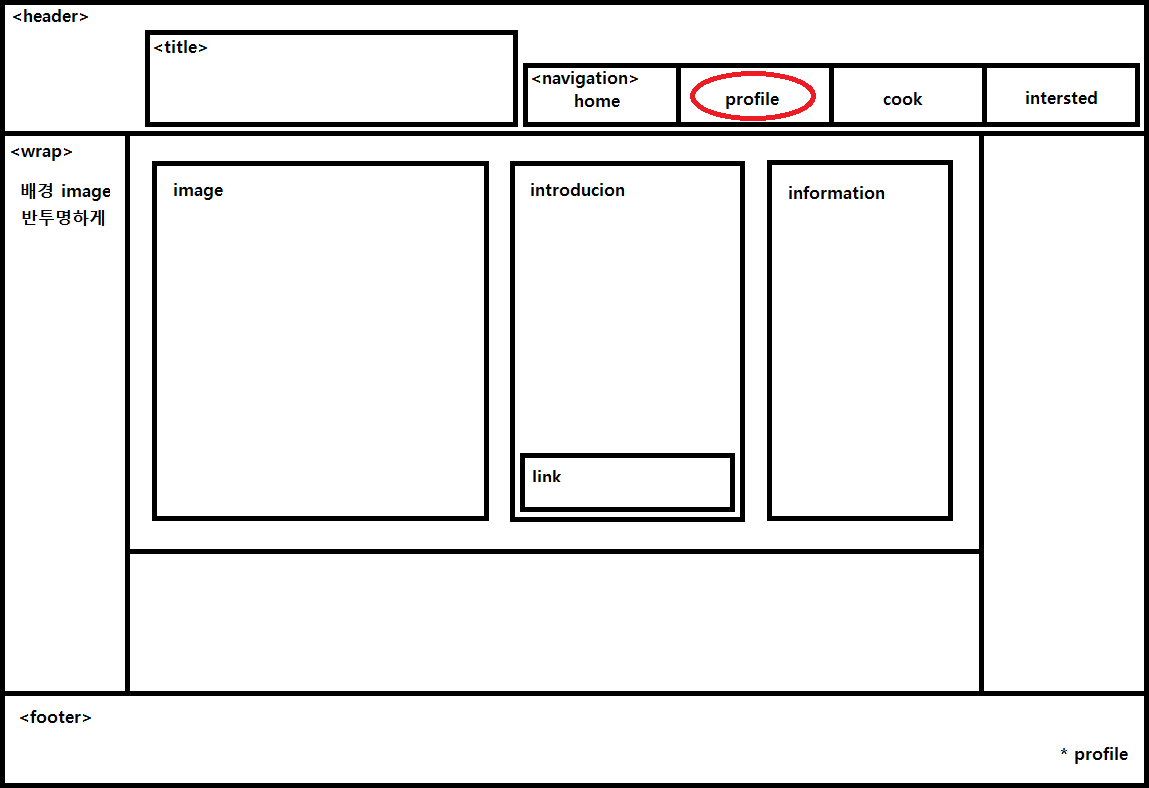 <header>
<title>
<navigation>
home
profile
cook
intersted
<wrap>
배경 image
반투명하게
image
introducion
link
information
<footer>
* profile